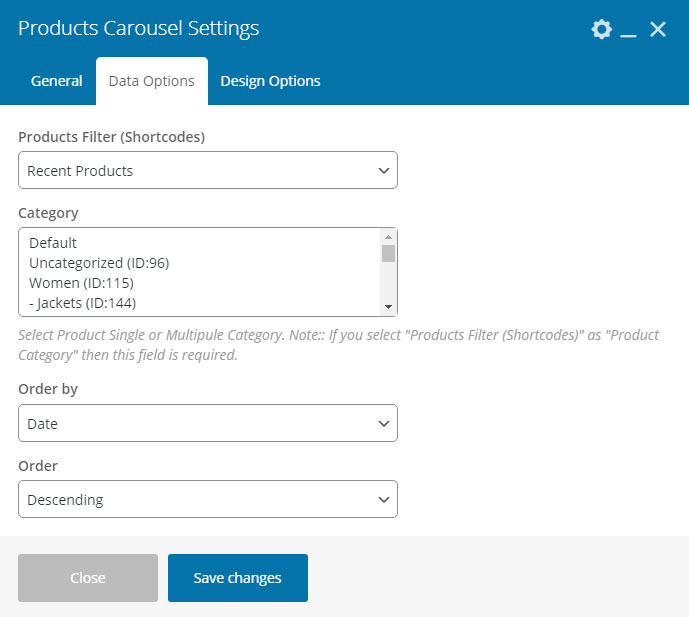 Products Carousel Settings
General
Data Options
Design Options
Products Filter (Shortcodes)
Recent Products
Category
Default
Uncategorized (ID:96)
Women (ID:115)
- Jackets (ID:144)
Select Product Single or Multipule Category. Note:: If you select "Products Filter (Shortcodes)" as "Product
Category" then this field is required.
Order by
Date
Order
Descending
Close
Save changes